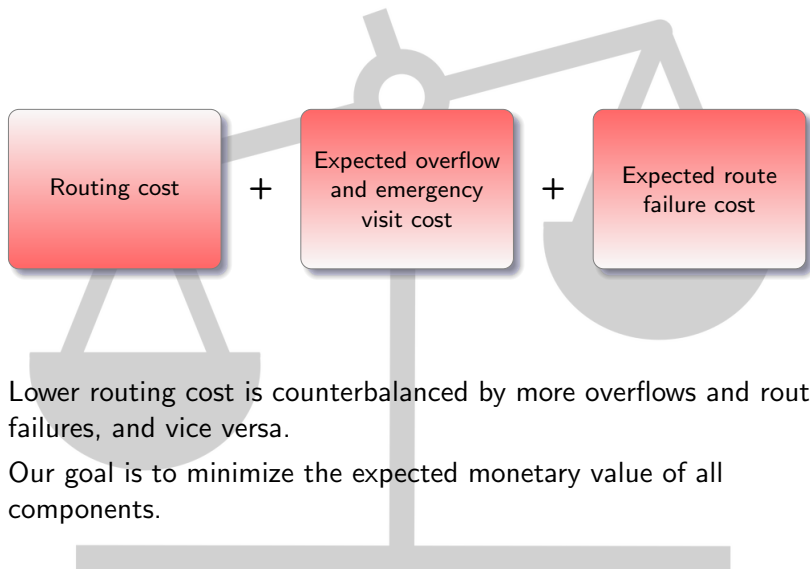 Routing cost
+
Expected overflow
and emergency
visit cost
+
Expected route
failure cost
Lower routing cost is counterbalanced by more overflows and rout
failures, and vice versa.
Our goal is to minimize the expected monetary value of all
components.